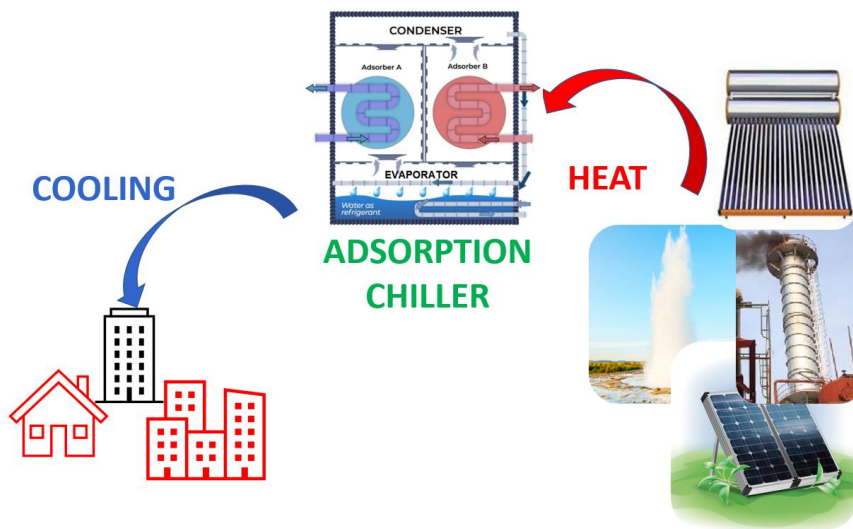 CONDENSER
Adsorber A
Adsorber B
EVAPORATOR
Water as
refrigerant
COOLING
HEAT
ADSORPTION
CHILLER